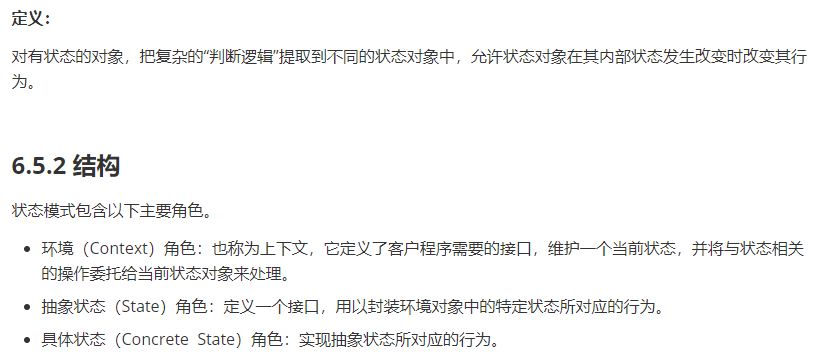 定义：
对有状态的对象，把复杂的“判断逻辑”提取到不同的状态对象中，允许状态对象在其内部状态发生改变时改变其行
为。
6.5.2 结构
状态模式包含以下主要角色。
环境（Context）角色：也称为上下文，它定义了客户程序需要的接口，维护一个当前状态，并将与状态相关
的操作委托给当前状态对象来处理。
抽象状态（State）角色：定义一个接口，用以封装环境对象中的特定状态所对应的行为。
具体状态（Concrete State）角色：实现抽象状态所对应的行为。